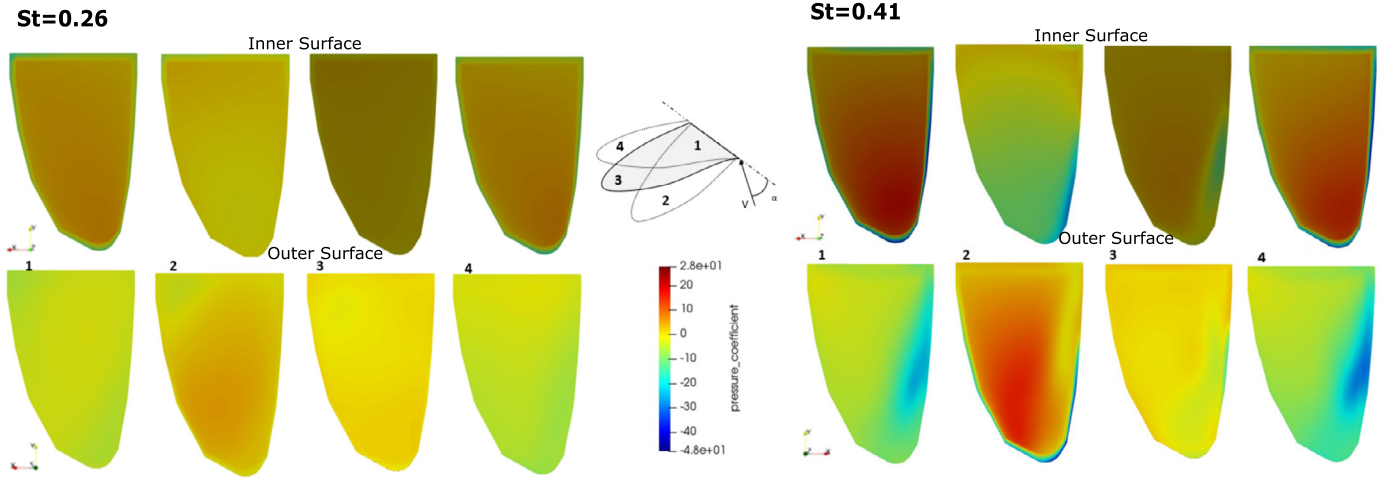 St=0.26
Inner Surface
Outer Surface
1
2
3
4
4
1
3
2
V
α
2.8e+01
20
10
0
-10
-20
-30
-40
-4.8e+01
pressure_coefficient
St=0.41
Inner Surface
Outer Surface
1
2
3
4